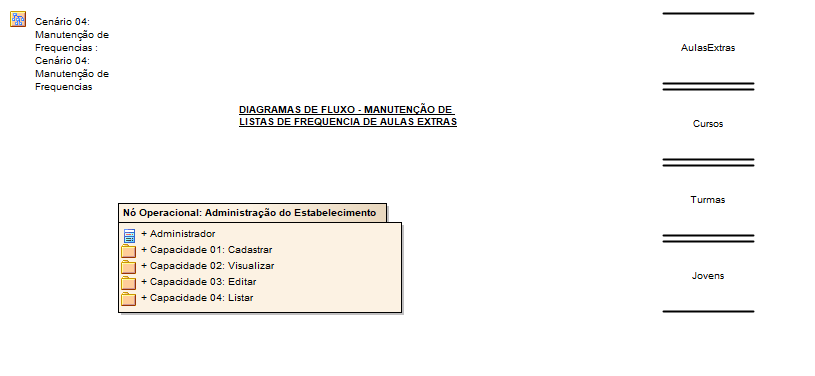 Cenário 04:
Manutenção de
Frequencias :
Cenário 04:
Manutenção de
Frequencias
DIAGRAMAS DE FLUXO - MANUTENÇÃO DE
LISTAS DE FREQUENCIA DE AULAS EXTRAS
Nó Operacional: Administração do Estabelecimento
+ Administrador
+ Capacidade 01: Cadastrar
+ Capacidade 02: Visualizar
+ Capacidade 03: Editar
+ Capacidade 04: Listar
AulasExtras
Cursos
Turmas
Jovens